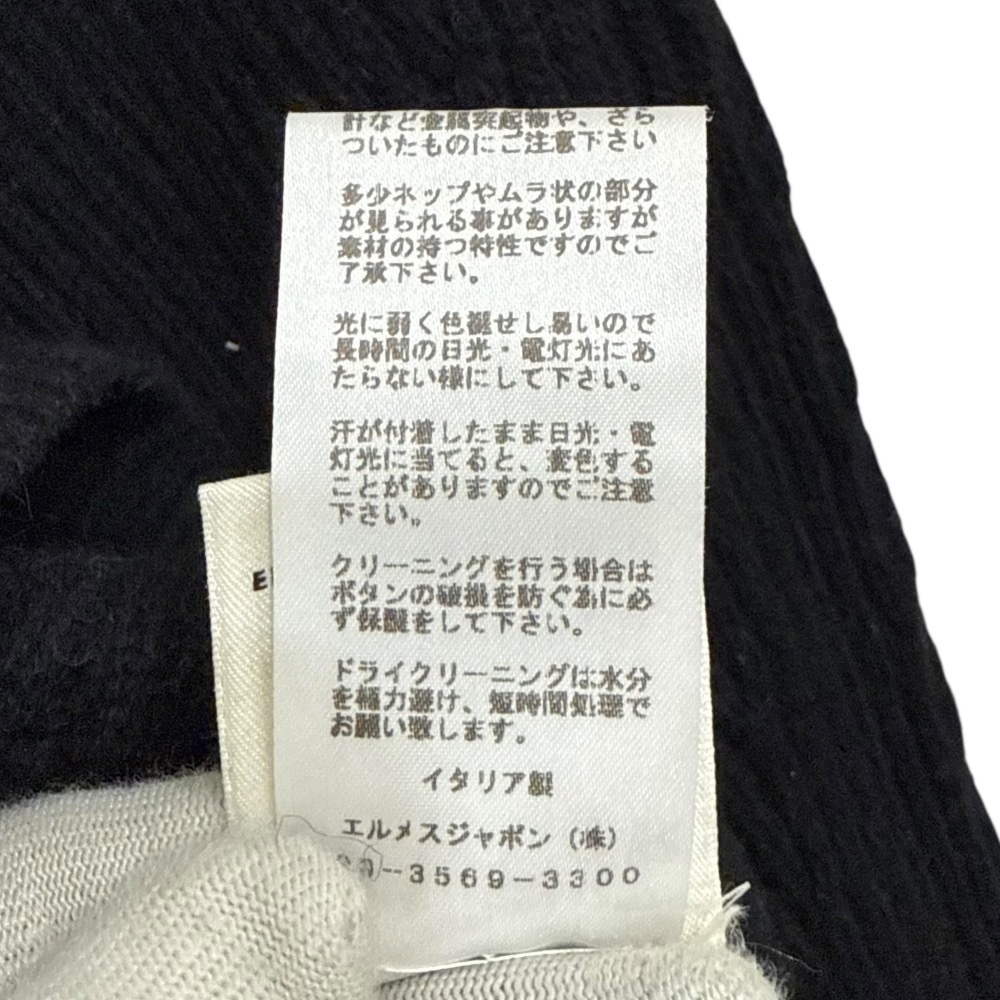 計など金属突起物や、ざら
ついたものにご注意下さい
多少ネップやムラ状の部分
が見られる事がありますが
素材の持つ特性ですのでご
了承下さい。
光に弱く色褪せし易いので
長時間の日光・電灯光にあ
たらない様にして下さい。
汗が付着したまま日光・電
灯光に当てると、変色する
ことがありますのでご注意
下さい。
クリーニングを行う場合は
ボタンの破損を防ぐ為に必
ず保護をして下さい。
ドライクリーニングは水分
を極力避け、短時間処理で
お願い致します。
イタリア製
エルメスジャポン(株)
-3569-3300